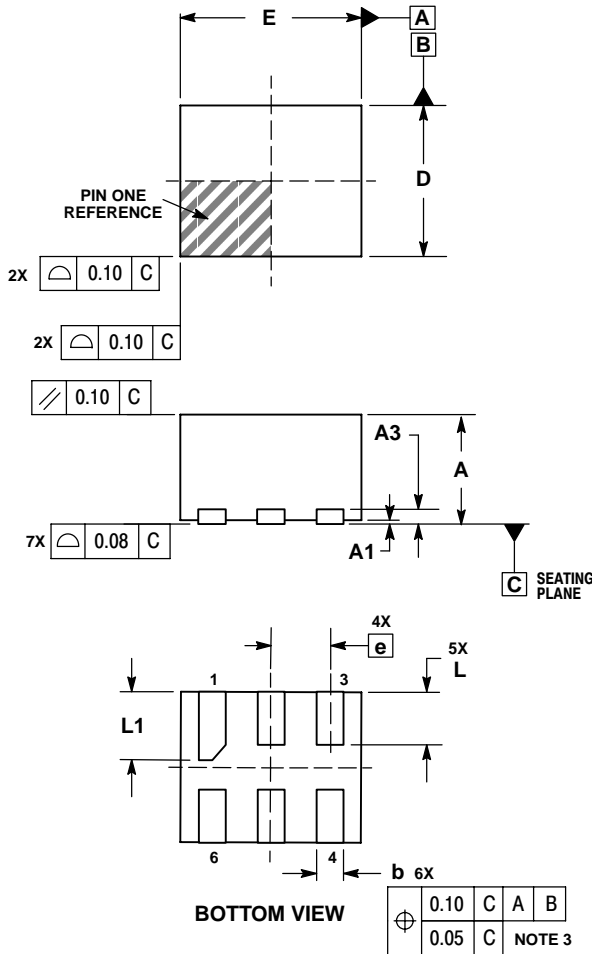 E
A
B
D
PIN ONE
REFERENCE
2X ⌓ 0.10 C
2X ⌓ 0.10 C
⫽ 0.10 C
A3
A
7X ⌓ 0.08 C
A1
C SEATING
PLANE
4X
e
5X
L
1
3
L1
6
4
b 6X
BOTTOM VIEW
⌖ 0.10 C A B
0.05 C NOTE 3